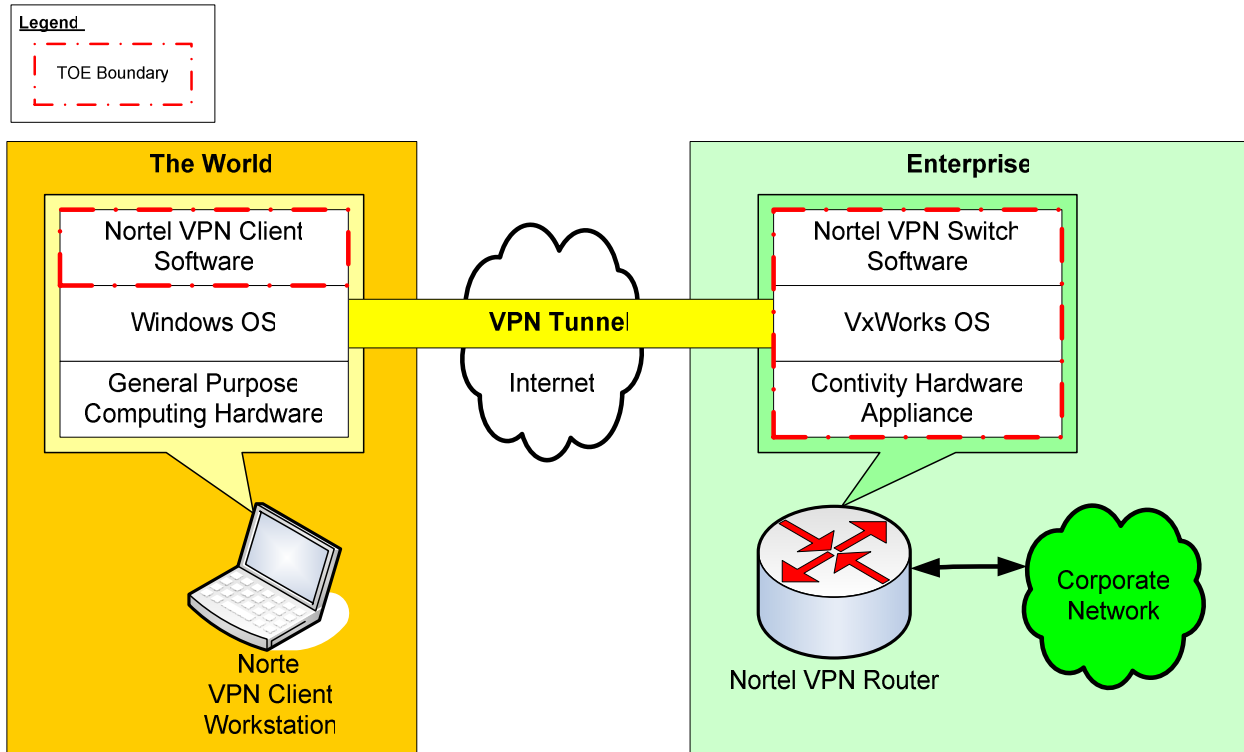 Legend
TOE Boundary
The World
Nortel VPN Client
Software
Windows OS
General Purpose
Computing Hardware
Norte
VPN Client
Workstation
VPN Tunnel
Internet
Enterprise
Nortel VPN Switch
Software
VxWorks OS
Contivity Hardware
Appliance
Nortel VPN Router
Corporate
Network